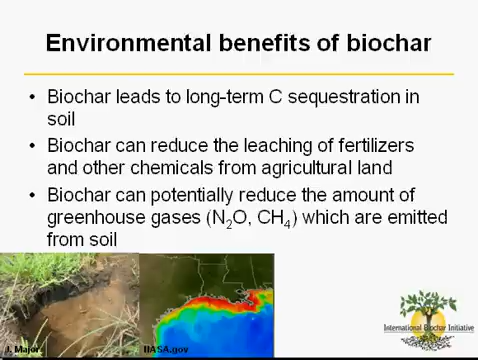 Environmental benefits of biochar
• Biochar leads to long-term C sequestration in
soil
• Biochar can reduce the leaching of fertilizers
and other chemicals from agricultural land
• Biochar can potentially reduce the amount of
greenhouse gases (N₂O, CH₄) which are emitted
from soil
J. Major
NASA.gov
International Biochar Initiative